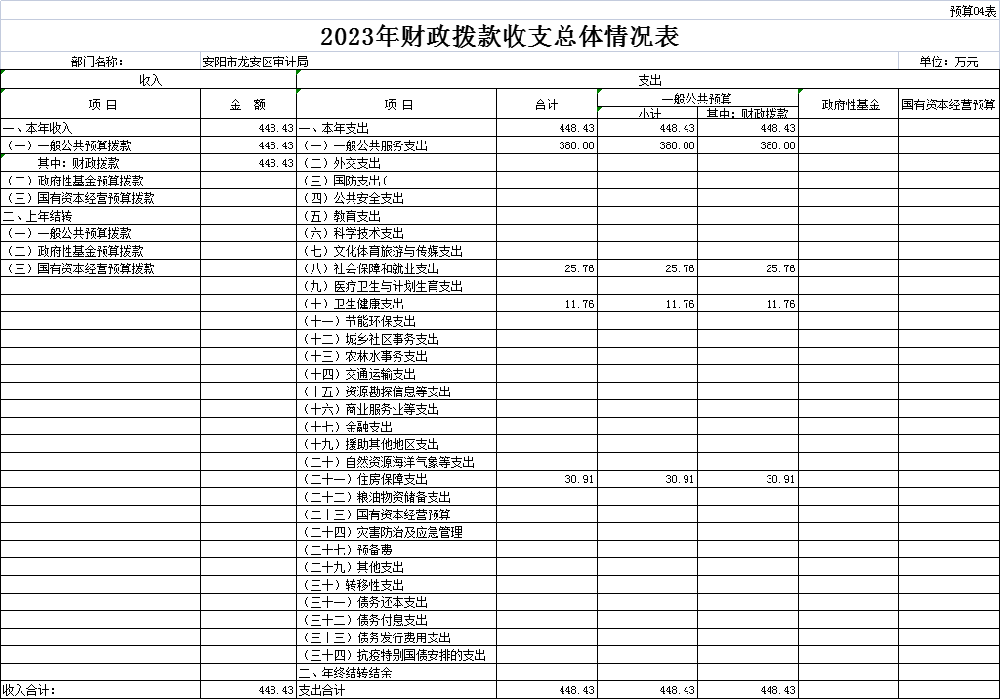 预算04表
2023年财政拨款收支总体情况表
部门名称: 安阳市龙安区审计局 单位: 万元
收入 支出
项 目 金 额 项 目 合计 一般公共预算 政府性基金 国有资本经营预算
小计 其中: 财政拨款
一、本年收入 448.43 一、本年支出 448.43 448.43 448.43
（一）一般公共预算拨款 448.43 （一）一般公共服务支出 380.00 380.00 380.00
其中: 财政拨款 448.43 （二）外交支出
（二）政府性基金预算拨款 （三）国防支出(
（三）国有资本经营预算拨款 （四）公共安全支出
二、上年结转 （五）教育支出
（一）一般公共预算拨款 （六）科学技术支出
（二）政府性基金预算拨款 （七）文化体育旅游与传媒支出
（三）国有资本经营预算拨款 （八）社会保障和就业支出 25.76 25.76 25.76
（九）医疗卫生与计划生育支出
（十）卫生健康支出 11.76 11.76 11.76
（十一）节能环保支出
（十二）城乡社区事务支出
（十三）农林水事务支出
（十四）交通运输支出
（十五）资源勘探信息等支出
（十六）商业服务业等支出
（十七）金融支出
（十九）援助其他地区支出
（二十）自然资源海洋气象等支出
（二十一）住房保障支出 30.91 30.91 30.91
（二十二）粮油物资储备支出
（二十三）国有资本经营预算
（二十四）灾害防治及应急管理
（二十七）预备费
（二十九）其他支出
（三十）转移性支出
（三十一）债务还本支出
（三十二）债务付息支出
（三十三）债务发行费用支出
（三十四）抗疫特别国债安排的支出
二、年终结转结余
收入合计: 448.43 支出合计 448.43 448.43 448.43